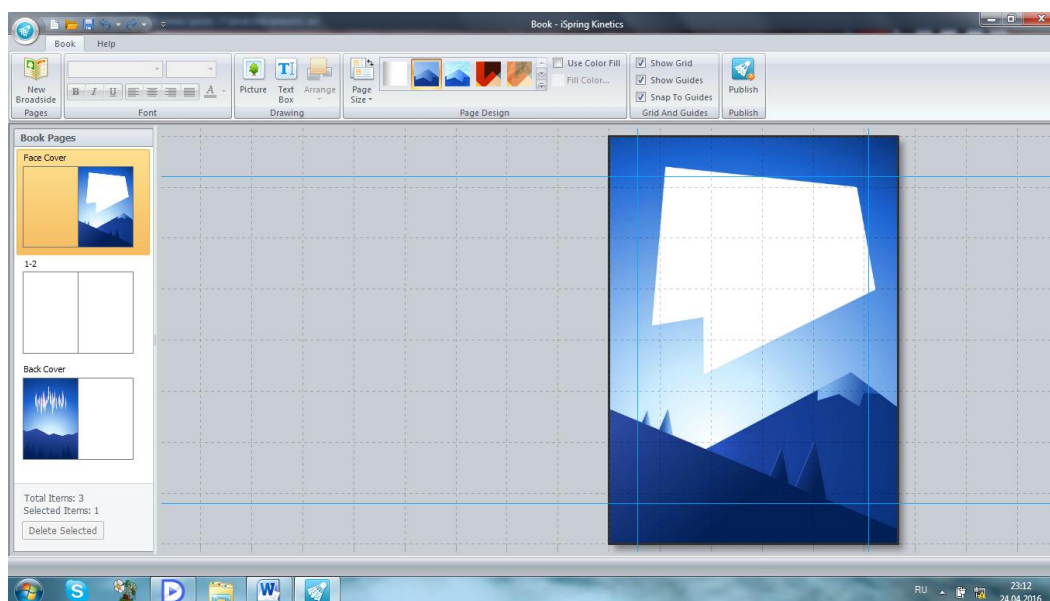 Book - iSpring Kinetics
Book Help
New Broadside
Pages
B I U A
Font
Picture
Text Box
Arrange
Drawing
Page Size
Use Color Fill
Fill Color...
Page Design
Show Grid
Show Guides
Snap To Guides
Grid And Guides
Publish
Publish
Book Pages
Face Cover
1-2
Back Cover
Total Items: 3
Selected Items: 1
Delete Selected
RU
23:12
24.04.2016